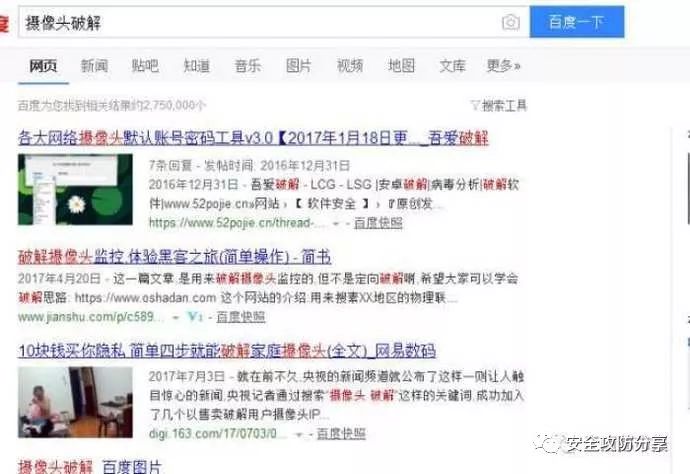 度
摄像头破解
百度一下
网页 新闻 贴吧 知道 音乐 图片 视频 地图 文库 更多»
百度为您找到相关结果约2,750,000个
搜索工具
各大网络摄像头默认账号密码工具v3.0【2017年1月18日更..._吾爱破解
7条回复 - 发帖时间: 2016年12月31日
2016年12月31日 - 吾爱破解 - LCG - LSG |安卓破解|病毒分析|破解软
件|www.52pojie.cn»网站 › 【 软件安全 】 › 『原创发...
https://www.52pojie.cn/thread-... - 百度快照
破解摄像头监控,体验黑客之旅(简单操作) - 简书
2017年4月20日 - 这一篇文章,是用来破解摄像头监控的,但不是定向破解啊,希望大家可以学会
破解思路: https://www.oshadan.com 这个网站的介绍:用来搜素XX地区的物理联...
www.jianshu.com/p/c589... V1 - 百度快照
10块钱买你隐私 简单四步就能破解家庭摄像头(全文)_网易数码
2017年7月3日 - 就在前不久,央视的新闻频道就公布了这样一则让人触
目惊心的新闻,央视记者通过搜索“摄像头 破解”这样的关键词,成功加入
了几个以售卖破解用户摄像头IP...
digi.163.com/17/0703/0... - 百度快照
摄像头破解_百度图片
安全攻防分享